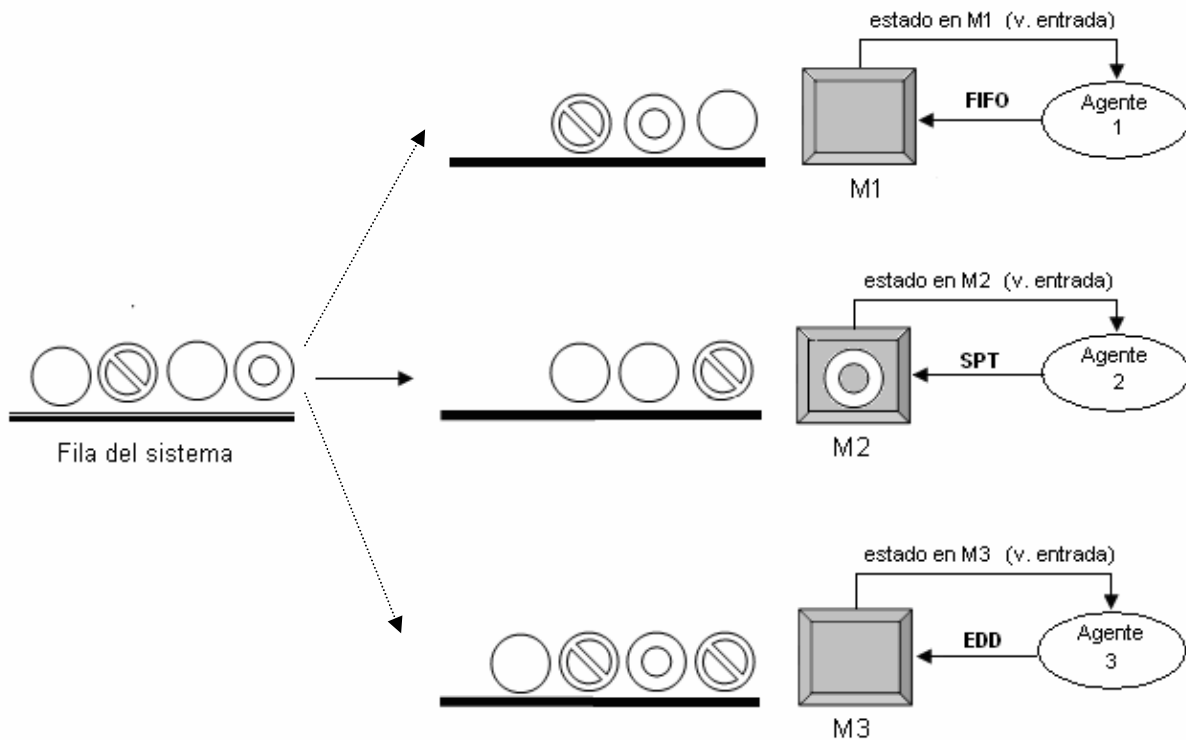 estado en M1 (v. entrada)
FIFO
Agente
1
M1
estado en M2 (v. entrada)
SPT
Agente
2
M2
Fila del sistema
estado en M3 (v. entrada)
EDD
Agente
3
M3